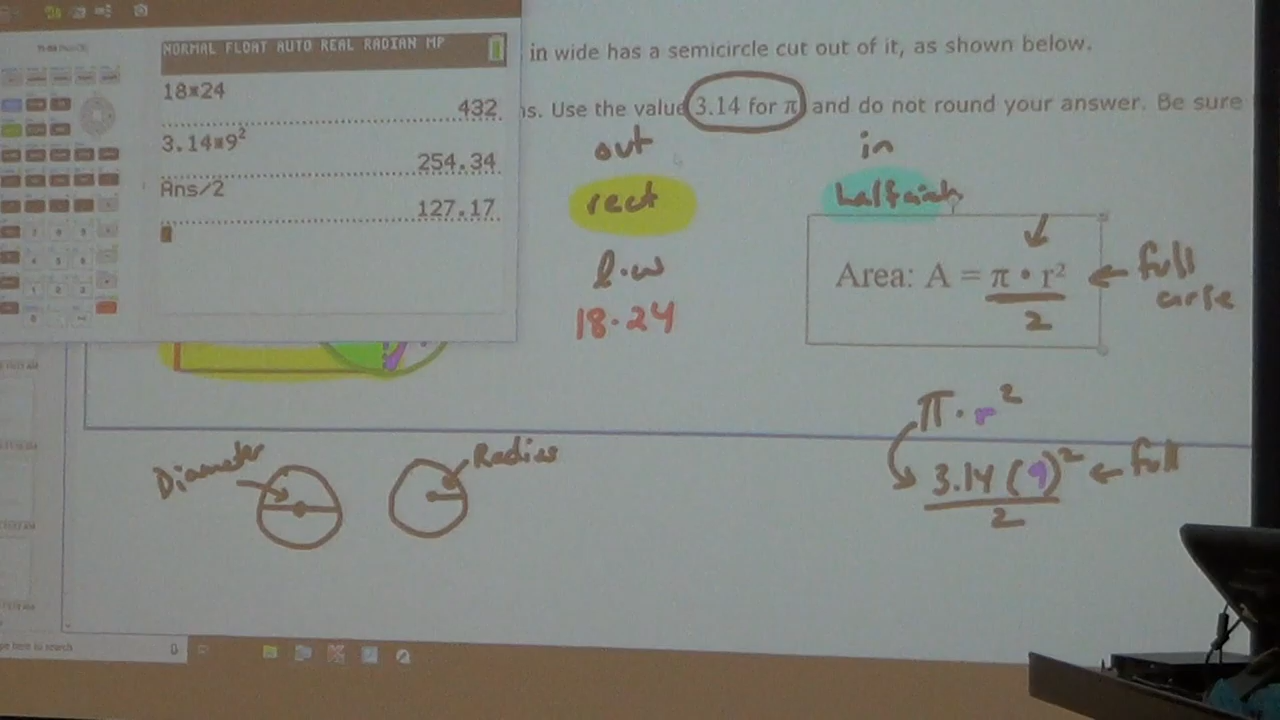 NORMAL FLOAT AUTO REAL RADIAN MP
18*24
432
3.14*9²
254.34
Ans/2
127.17
in wide has a semicircle cut out of it, as shown below.
Use the value 3.14 for π and do not round your answer. Be sure
out
in
rect
l·w
18·24
Area: A = π • r²
2
← full
π·r²
3.14(9)² ← full
2
Diameter
Radius